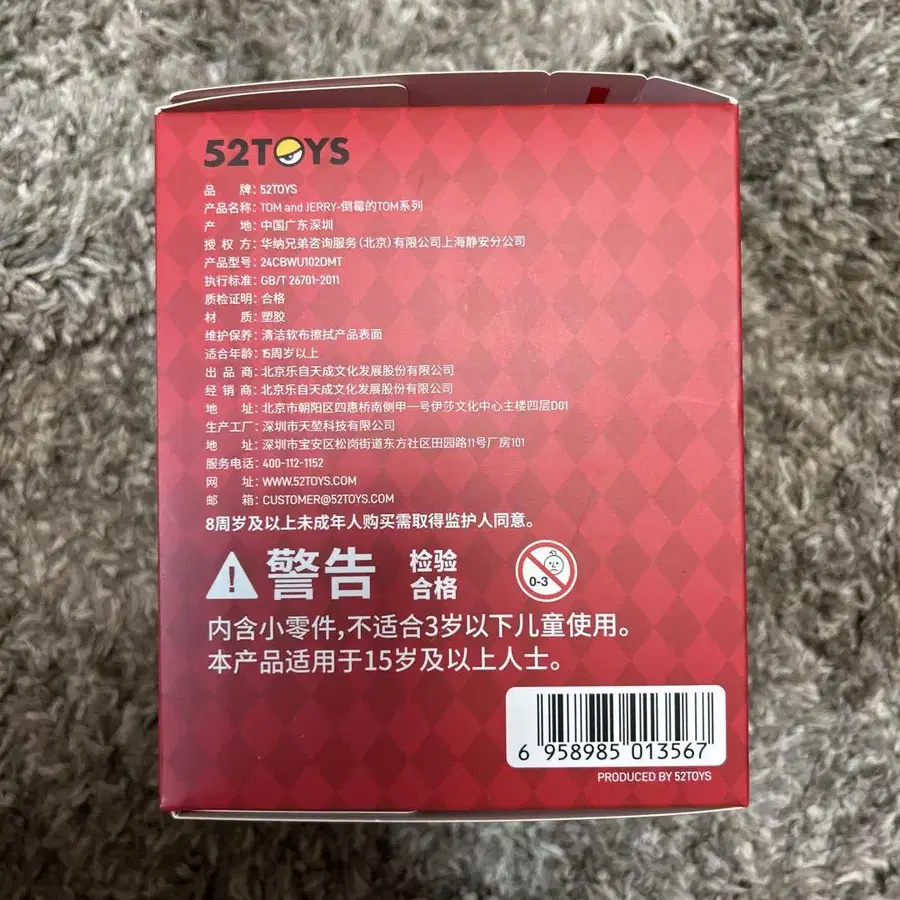 52TOYS
品 牌: 52TOYS
产品名称: TOM and JERRY-倒霉的TOM系列
产 地: 中国广东深圳
授 权 方: 华纳兄弟咨询服务(北京)有限公司上海静安分公司
产品型号: 24CBWU102DMT
执行标准: GB/T 26701-2011
质检证明: 合格
材 质: 塑胶
维护保养: 清洁软布擦拭产品表面
适合年龄: 15周岁以上
出 品 商: 北京乐自天成文化发展股份有限公司
经 销 商: 北京乐自天成文化发展股份有限公司
地 址: 北京市朝阳区四惠桥南侧甲一号伊莎文化中心主楼四层D01
生产工厂: 深圳市天堃科技有限公司
地 址: 深圳市宝安区松岗街道东方社区田园路11号厂房101
服务电话: 400-112-1152
网 址: WWW.52TOYS.COM
邮 箱: CUSTOMER@52TOYS.COM
8周岁及以上未成年人购买需取得监护人同意。
警告
检验
合格
0-3
内含小零件,不适合3岁以下儿童使用。
本产品适用于15岁及以上人士。
6 958985 013567
PRODUCED BY 52TOYS